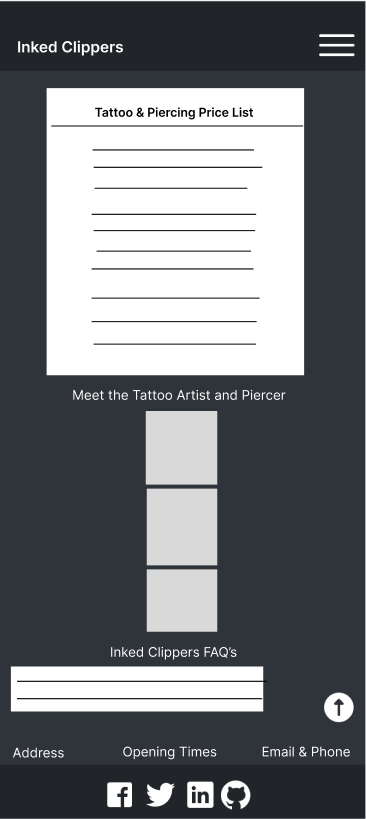 Inked Clippers
Tattoo & Piercing Price List
Meet the Tattoo Artist and Piercer
Inked Clippers FAQ's
Address
Opening Times
Email & Phone
in